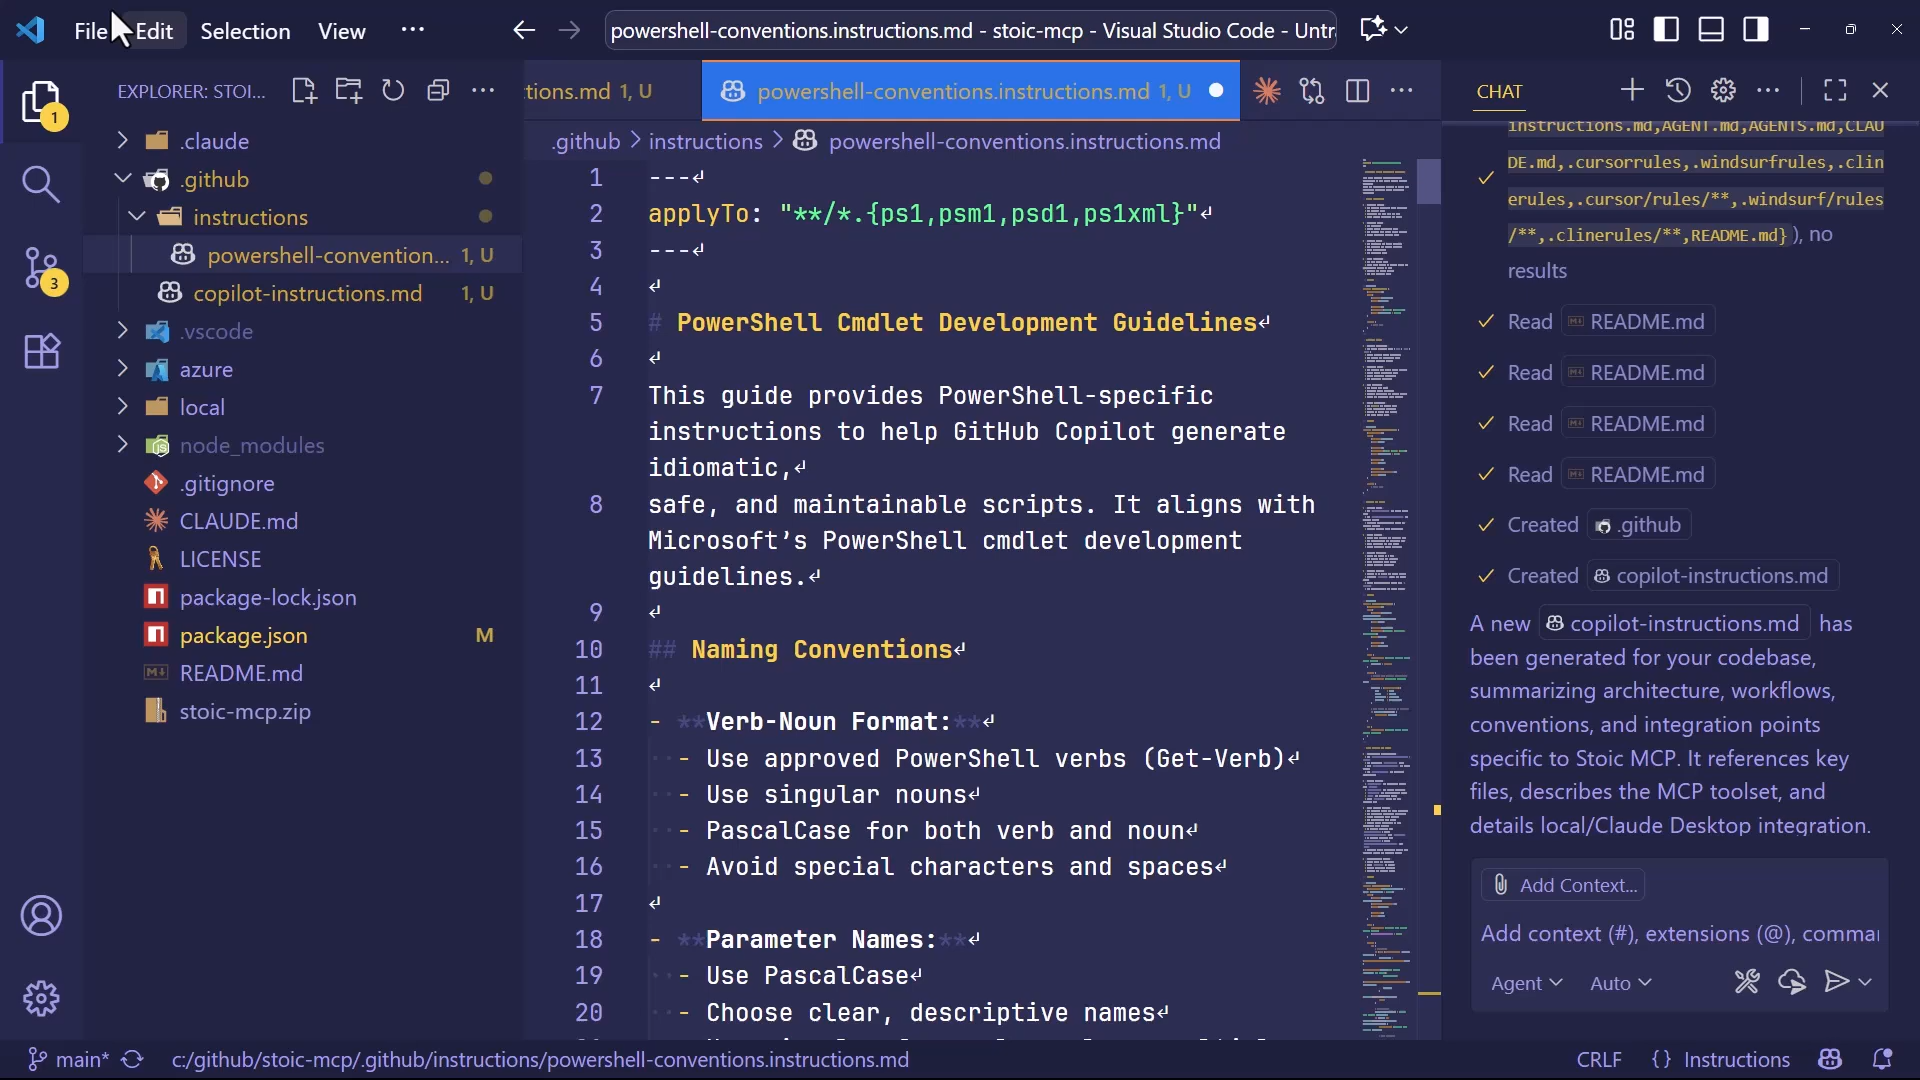 File Edit Selection View ···
powershell-conventions.instructions.md - stoic-mcp - Visual Studio Code - Untr
1
3
EXPLORER: STOI...
.claude
.github
instructions
powershell-convention... 1, U
copilot-instructions.md 1, U
.vscode
azure
local
node_modules
.gitignore
CLAUDE.md
LICENSE
package-lock.json
package.json M
README.md
stoic-mcp.zip
tions.md 1, U
powershell-conventions.instructions.md 1, U
.github > instructions > powershell-conventions.instructions.md
1 ---
2 applyTo: "**/*.{ps1,psm1,psd1,ps1xml}"
3 ---
4
5 # PowerShell Cmdlet Development Guidelines
6
7 This guide provides PowerShell-specific
instructions to help GitHub Copilot generate
idiomatic,
8 safe, and maintainable scripts. It aligns with
Microsoft’s PowerShell cmdlet development
guidelines.
9
10 ## Naming Conventions
11
12 - **Verb-Noun Format:**
13 - Use approved PowerShell verbs (Get-Verb)
14 - Use singular nouns
15 - PascalCase for both verb and noun
16 - Avoid special characters and spaces
17
18 - **Parameter Names:**
19 - Use PascalCase
20 - Choose clear, descriptive names
CHAT
instructions.md,AGENT.md,AGENTS.md,CLAU
DE.md,.cursorrules,.windsurfrules,.clin
erules,.cursor/rules/**,.windsurf/rules
/**,.clinerules/**,README.md}), no
results
Read README.md
Read README.md
Read README.md
Read README.md
Created .github
Created copilot-instructions.md
A new copilot-instructions.md has
been generated for your codebase,
summarizing architecture, workflows,
conventions, and integration points
specific to Stoic MCP. It references key
files, describes the MCP toolset, and
details local/Claude Desktop integration.
Add Context...
Add context (#), extensions (@), comma
Agent Auto
main* c:/github/stoic-mcp/.github/instructions/powershell-conventions.instructions.md
CRLF {} Instructions